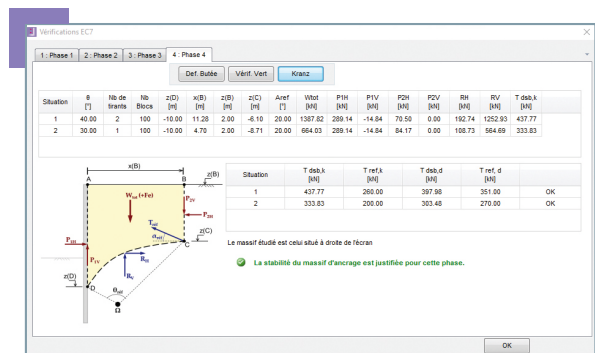 Vérifications EC7
1 : Phase 1 2 : Phase 2 3 : Phase 3 4 : Phase 4
Def. Butée Vérif. Vert Kranz
Situation θ [°] Nb de tirants Nb Blocs z(D) [m] x(B) [m] z(B) [m] z(C) [m] Aref [°] Wtot [kN] P1H [kN] P1V [kN] P2H [kN] P2V [kN] RH [kN] RV [kN] T dsb,k [kN]
1 40.00 2 100 -10.00 11.28 2.00 -6.10 20.00 1387.82 289.14 -14.84 70.50 0.00 192.74 1252.93 437.77
2 30.00 1 100 -10.00 4.70 2.00 -8.71 20.00 664.03 289.14 -14.84 84.17 0.00 108.73 564.69 333.83
x(B)
A B z(B)
Wtot (+Fe)
P2V
P2H
Tref
αref
z(C)
C
P1H
P1V
RH
RV
z(D)
D
θref
Ω
Situation T dsb,k [kN] T ref,k [kN] T dsb,d [kN] T ref, d [kN]
1 437.77 260.00 397.98 351.00 OK
2 333.83 200.00 303.48 270.00 OK
Le massif étudié est celui situé à droite de l'écran
La stabilité du massif d'ancrage est justifiée pour cette phase.
OK